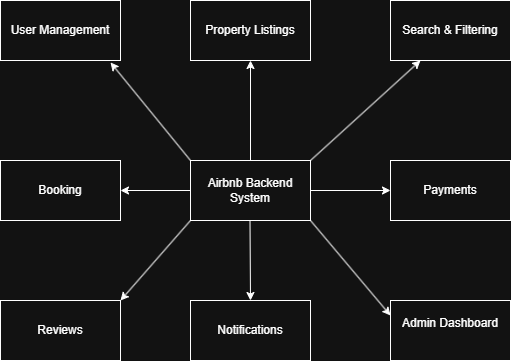 User Management
Property Listings
Search & Filtering
Booking
Airbnb Backend
System
Payments
Reviews
Notifications
Admin Dashboard